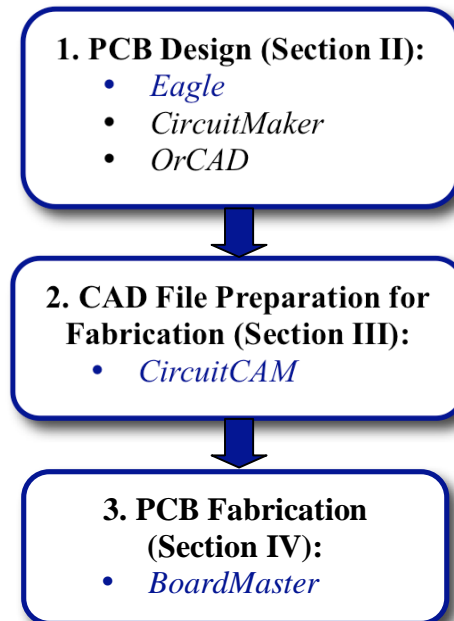 1. PCB Design (Section II):
• Eagle
• CircuitMaker
• OrCAD
2. CAD File Preparation for
Fabrication (Section III):
• CircuitCAM
3. PCB Fabrication
(Section IV):
• BoardMaster